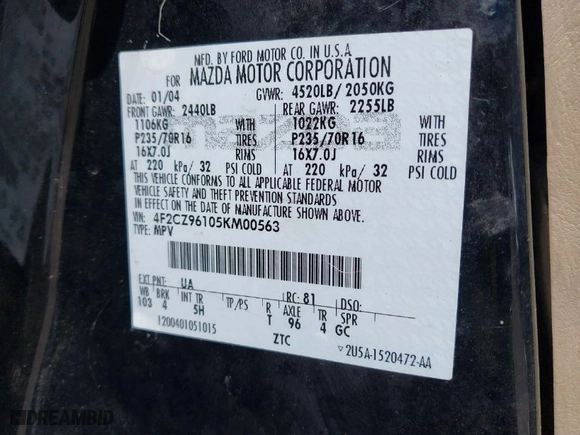 MFD. BY FORD MOTOR CO. IN U.S.A.
FOR MAZDA MOTOR CORPORATION
DATE: 01/04 GVWR: 4520LB/ 2050KG
FRONT GAWR: 2440LB REAR GAWR: 2255LB
1106KG WITH 1022KG WITH
P235/70R16 TIRES P235/70R16 TIRES
16X7.0J RIMS 16X7.0J RIMS
AT 220 kPa/ 32 PSI COLD AT 220 kPa/ 32 PSI COLD
THIS VEHICLE CONFORMS TO ALL APPLICABLE FEDERAL MOTOR
VEHICLE SAFETY AND THEFT PREVENTION STANDARDS
IN EFFECT ON THE DATE OF MANUFACTURE SHOWN ABOVE.
VIN: 4F2CZ96105KM00563
TYPE: MPV
EXT PNT: UA RC: 81 DSO:
WB BRK INT TR TP/PS R AXLE TR SPR
103 4 5H T 96 4 GC
1200401051015 ZTC
▽2U5A-1520472-AA
DREAMBID